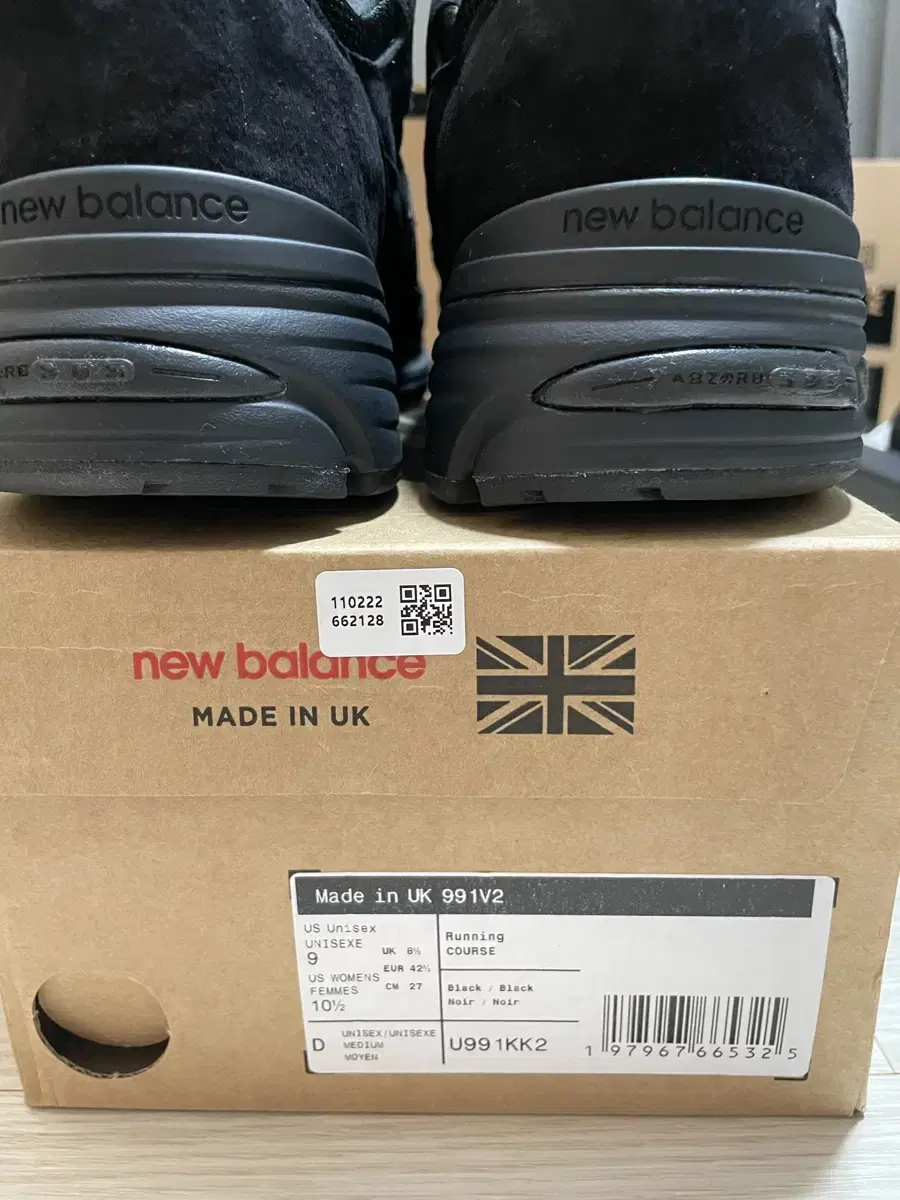 new balance
new balance
ABZORB
110222
662128
new balance
MADE IN UK
Made in UK 991V2
US Unisex
UNISEXE
9
UK 8½
EUR 42½
CM 27
US WOMENS
FEMMES
10½
Running
COURSE
Black / Black
Noir / Noir
D
UNISEX/UNISEXE
MEDIUM
MOYEN
U991KK2
1 97967 66532 5